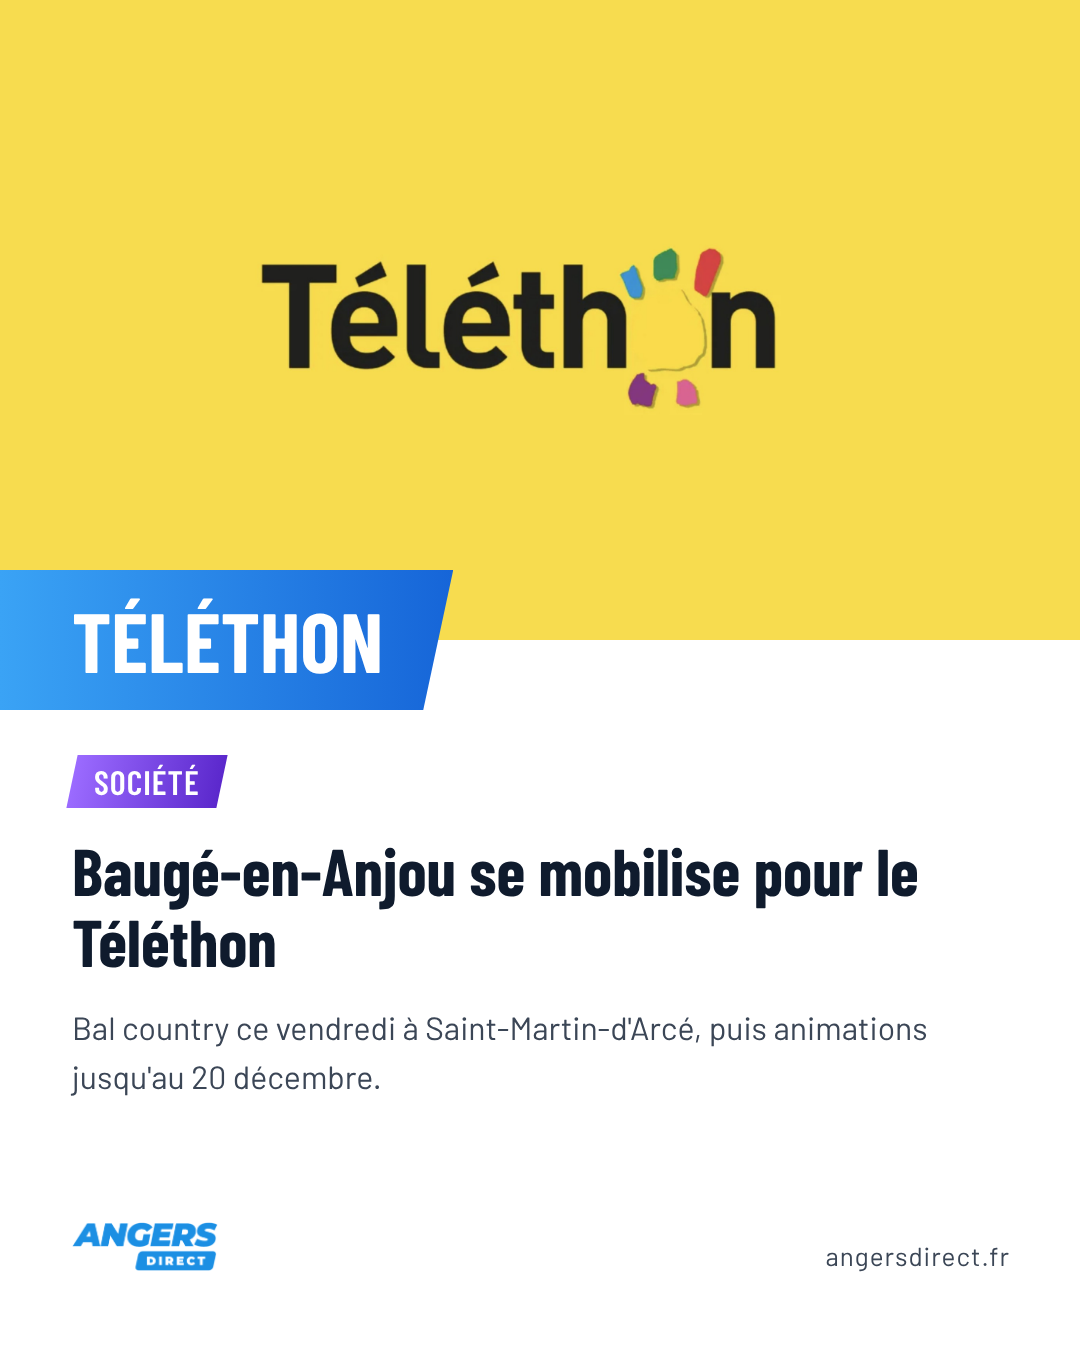 Téléthon
TÉLÉTHON
SOCIÉTÉ
Baugé-en-Anjou se mobilise pour le
Téléthon
Bal country ce vendredi à Saint-Martin-d'Arcé, puis animations
jusqu'au 20 décembre.
ANGERS
DIRECT
angersdirect.fr